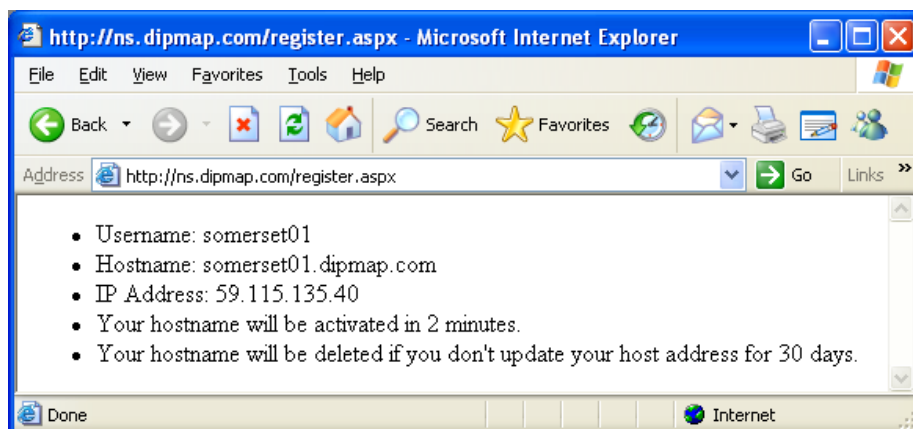 http://ns.dipmap.com/register.aspx - Microsoft Internet Explorer
File Edit View Favorites Tools Help
Back Search Favorites
Address http://ns.dipmap.com/register.aspx Go Links »
• Username: somerset01
• Hostname: somerset01.dipmap.com
• IP Address: 59.115.135.40
• Your hostname will be activated in 2 minutes.
• Your hostname will be deleted if you don't update your host address for 30 days.
Done Internet